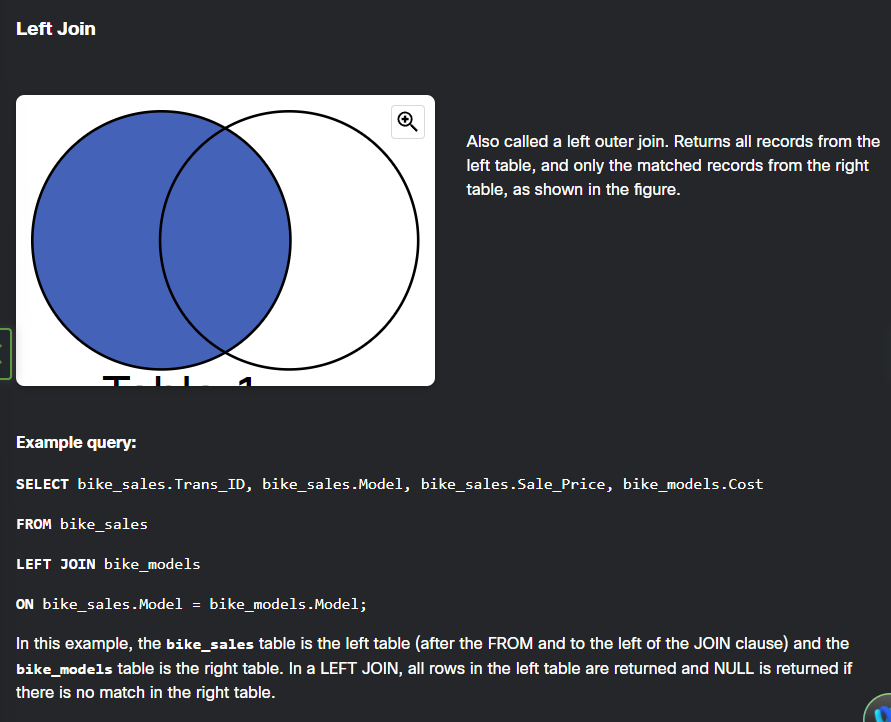 Left Join
Also called a left outer join. Returns all records from the
left table, and only the matched records from the right
table, as shown in the figure.
Table 1
Example query:
SELECT bike_sales.Trans_ID, bike_sales.Model, bike_sales.Sale_Price, bike_models.Cost
FROM bike_sales
LEFT JOIN bike_models
ON bike_sales.Model = bike_models.Model;
In this example, the bike_sales table is the left table (after the FROM and to the left of the JOIN clause) and the
bike_models table is the right table. In a LEFT JOIN, all rows in the left table are returned and NULL is returned if
there is no match in the right table.